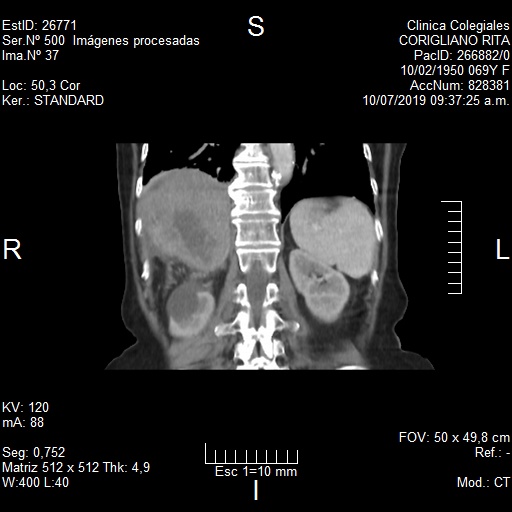 EstID: 26771
Ser.Nº 500 Imágenes procesadas
Ima.Nº 37
Loc: 50,3 Cor
Ker.: STANDARD
S
Clinica Colegiales
CORIGLIANO RITA
PacID: 266882/0
10/02/1950 069Y F
AccNum: 828381
10/07/2019 09:37:25 a.m.
R
L
KV: 120
mA: 88
Seg: 0,752
Matriz 512 x 512 Thk: 4,9
W:400 L:40
Esc 1=10 mm
I
FOV: 50 x 49,8 cm
Ref.: -
Mod.: CT